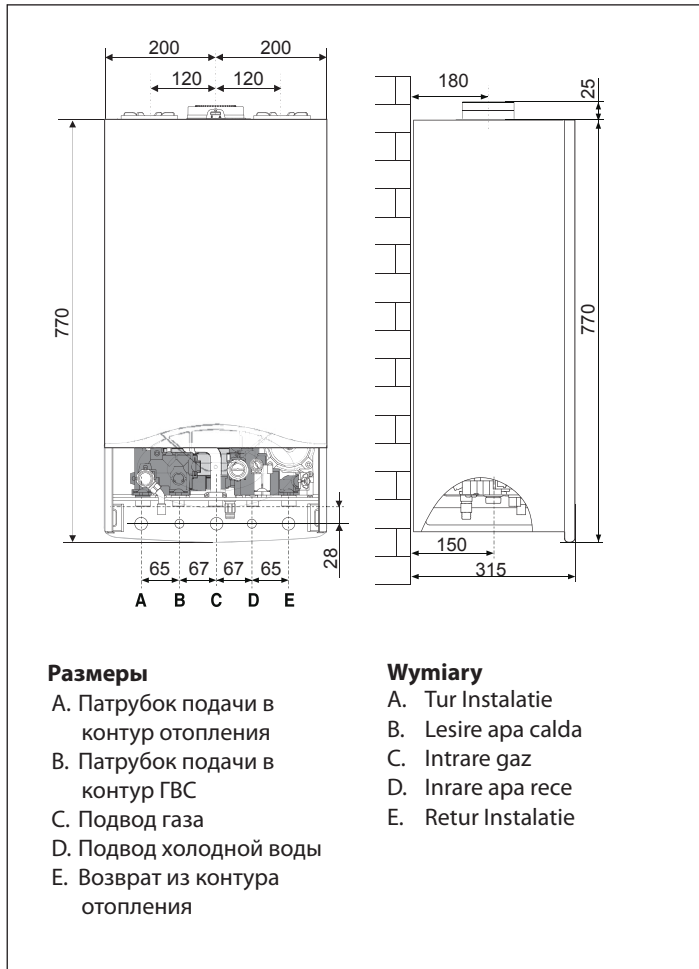 200 200
120 120
180
25
770
770
28
150
315
65 67 67 65
A B C D E
Размеры
A. Патрубок подачи в
контур отопления
B. Патрубок подачи в
контур ГВС
C. Подвод газа
D. Подвод холодной воды
E. Возврат из контура
отопления
Wymiary
A. Tur Instalatie
B. Lesire apa calda
C. Intrare gaz
D. Inrare apa rece
E. Retur Instalatie